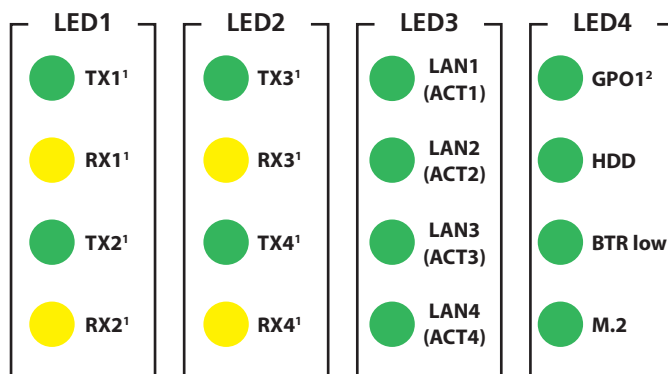 LED1
TX1¹
RX1¹
TX2¹
RX2¹
LED2
TX3¹
RX3¹
TX4¹
RX4¹
LED3
LAN1
(ACT1)
LAN2
(ACT2)
LAN3
(ACT3)
LAN4
(ACT4)
LED4
GPO1²
HDD
BTR low
M.2